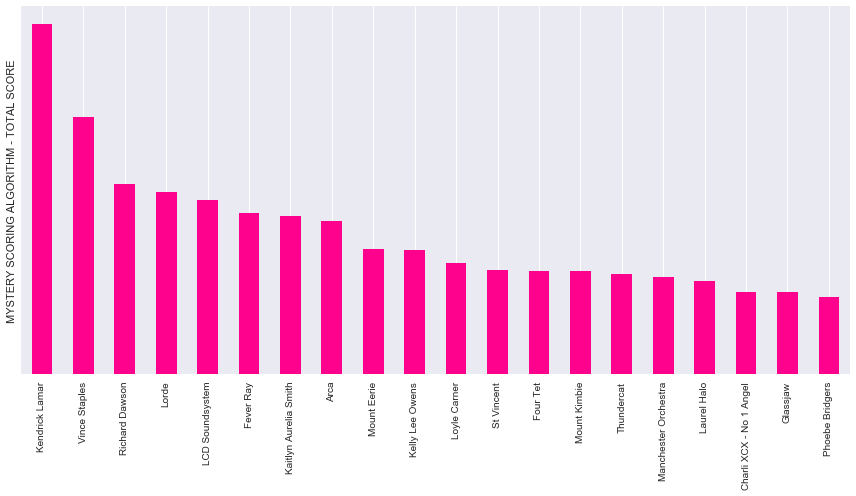 MYSTERY SCORING ALGORITHM - TOTAL SCORE
Kendrick Lamar
Vince Staples
Richard Dawson
Lorde
LCD Soundsystem
Fever Ray
Kaitlyn Aurelia Smith
Arca
Mount Eerie
Kelly Lee Owens
Loyle Carner
St Vincent
Four Tet
Mount Kimbie
Thundercat
Manchester Orchestra
Laurel Halo
Charli XCX - No 1 Angel
Glassjaw
Phoebe Bridgers